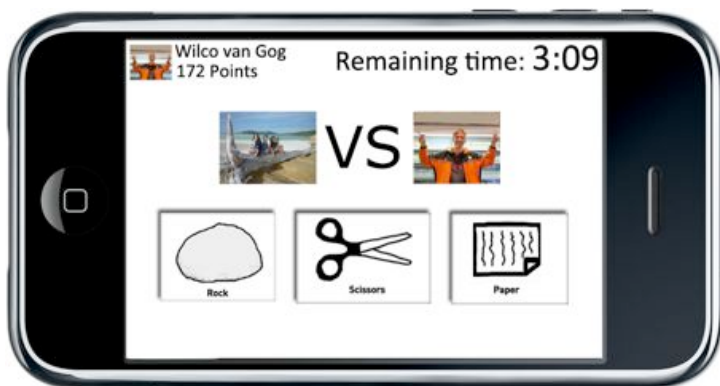 Wilco van Gog
172 Points
Remaining time: 3:09
VS
Rock
Scissors
Paper